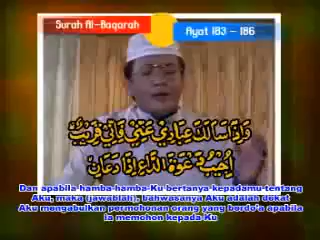 Surah Al-Baqarah
Ayat 183 - 186
وَإِذَا سَأَلَكَ عِبَادِي عَنِّي فَإِنِّي قَرِيبٌ
أُجِيبُ دَعْوَةَ الدَّاعِ إِذَا دَعَانِ
Dan apabila hamba-hamba-Ku bertanya kepadamu tentang
Aku, maka (jawablah), bahwasanya Aku adalah dekat
Aku mengabulkan permohonan orang yang berdo'a apabila
ia memohon kepada-Ku